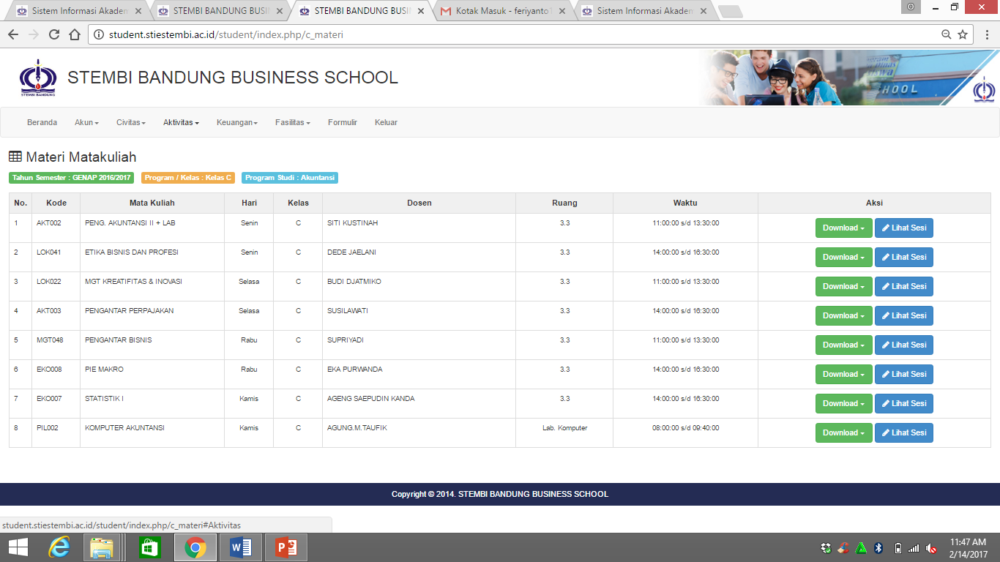 Sistem Informasi Akadem
STEMBI BANDUNG BUSI
STEMBI BANDUNG BUSI
Kotak Masuk - feriyanto1
Sistem Informasi Akadem
student.stiestembi.ac.id/student/index.php/c_materi
STEMBI BANDUNG
STEMBI BANDUNG BUSINESS SCHOOL
HOOL
Beranda Akun Civitas Aktivitas Keuangan Fasilitas Formulir Keluar
Materi Matakuliah
Tahun Semester : GENAP 2016/2017 Program / Kelas : Kelas C Program Studi : Akuntansi
No. Kode Mata Kuliah Hari Kelas Dosen Ruang Waktu Aksi
1 AKT002 PENG. AKUNTANSI II + LAB Senin C SITI KUSTINAH 3.3 11:00:00 s/d 13:30:00 Download Lihat Sesi
2 LOK041 ETIKA BISNIS DAN PROFESI Senin C DEDE JAELANI 3.3 14:00:00 s/d 16:30:00 Download Lihat Sesi
3 LOK022 MGT KREATIFITAS & INOVASI Selasa C BUDI DJATMIKO 3.3 11:00:00 s/d 13:30:00 Download Lihat Sesi
4 AKT003 PENGANTAR PERPAJAKAN Selasa C SUSILAWATI 3.3 14:00:00 s/d 16:30:00 Download Lihat Sesi
5 MGT048 PENGANTAR BISNIS Rabu C SUPRIYADI 3.3 11:00:00 s/d 13:30:00 Download Lihat Sesi
6 EKO008 PIE MAKRO Rabu C EKA PURWANDA 3.3 14:00:00 s/d 16:30:00 Download Lihat Sesi
7 EKO007 STATISTIK I Kamis C AGENG SAEPUDIN KANDA 3.3 14:00:00 s/d 16:30:00 Download Lihat Sesi
8 PIL002 KOMPUTER AKUNTANSI Kamis C AGUNG.M.TAUFIK Lab. Komputer 08:00:00 s/d 09:40:00 Download Lihat Sesi
Copyright © 2014. STEMBI BANDUNG BUSINESS SCHOOL
student.stiestembi.ac.id/student/index.php/c_materi#Aktivitas
11:47 AM
2/14/2017